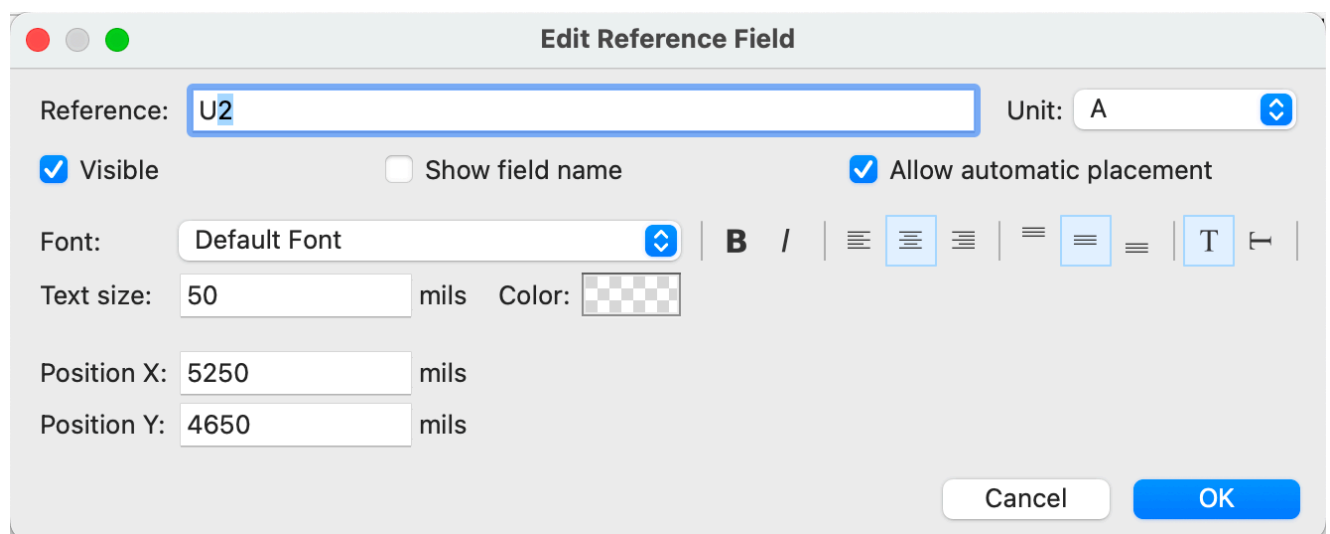 Edit Reference Field
Reference: U2 Unit: A
Visible Show field name Allow automatic placement
Font: Default Font B I T T
Text size: 50 mils Color:
Position X: 5250 mils
Position Y: 4650 mils
Cancel OK